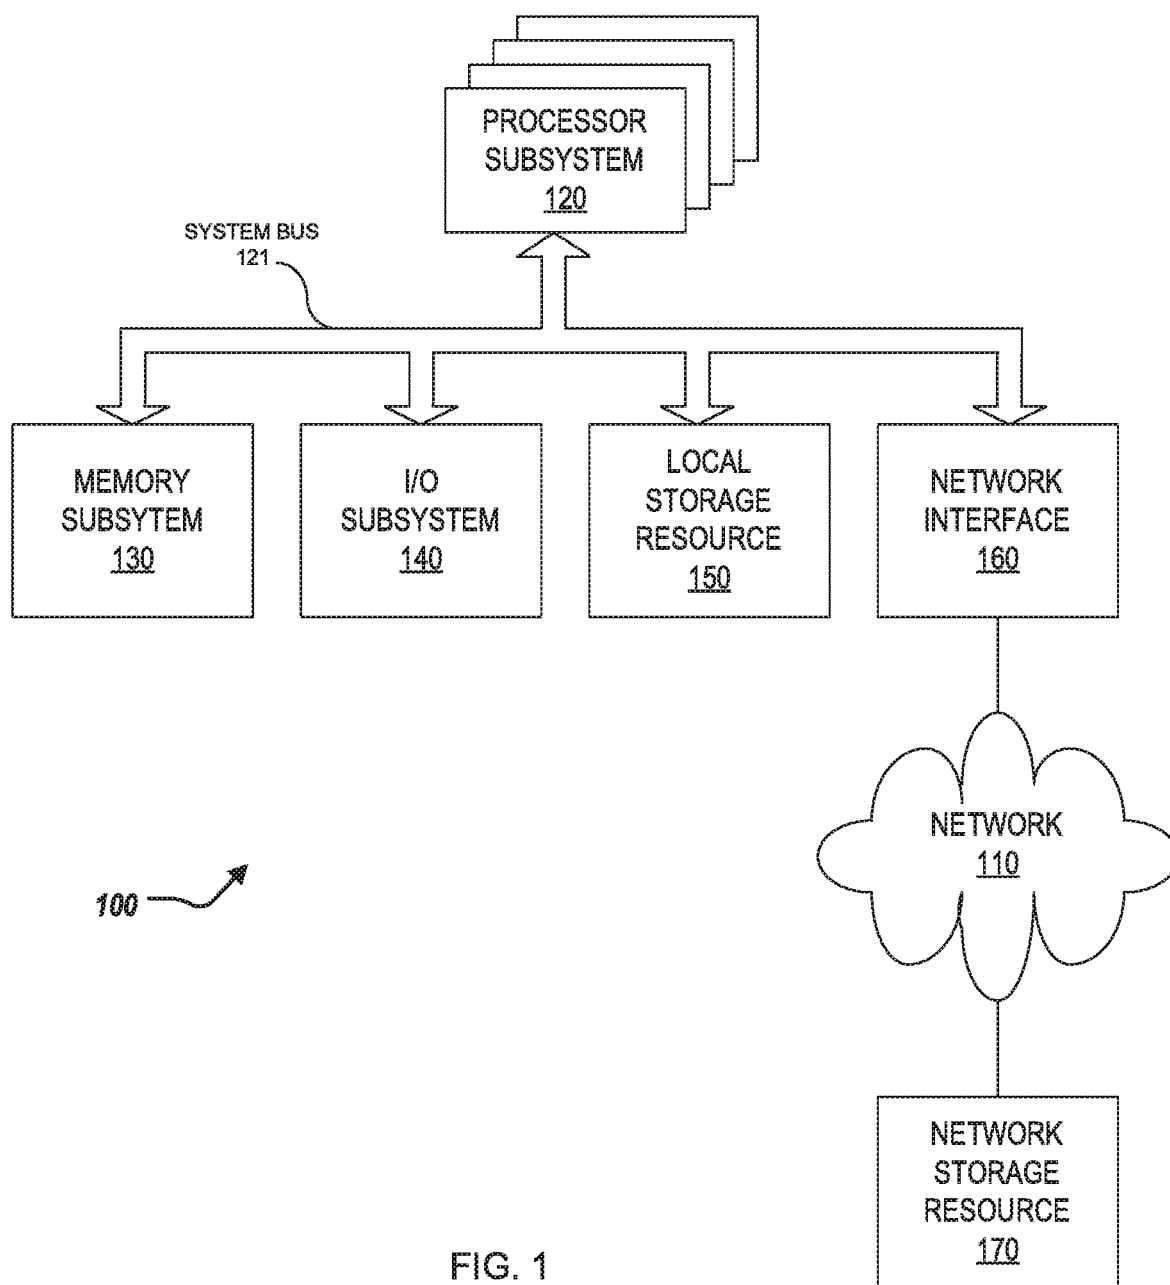 PROCESSOR
SUBSYSTEM
120
SYSTEM BUS
121
MEMORY
SUBSYTEM
130
I/O
SUBSYSTEM
140
LOCAL
STORAGE
RESOURCE
150
NETWORK
INTERFACE
160
NETWORK
110
100
NETWORK
STORAGE
RESOURCE
170
FIG. 1